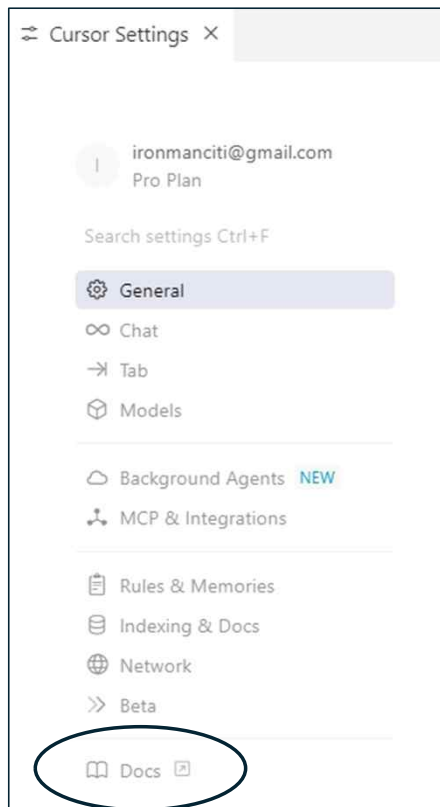 Cursor Settings
I
ironmanciti@gmail.com
Pro Plan
Search settings Ctrl+F
General
Chat
Tab
Models
Background Agents NEW
MCP & Integrations
Rules & Memories
Indexing & Docs
Network
Beta
Docs